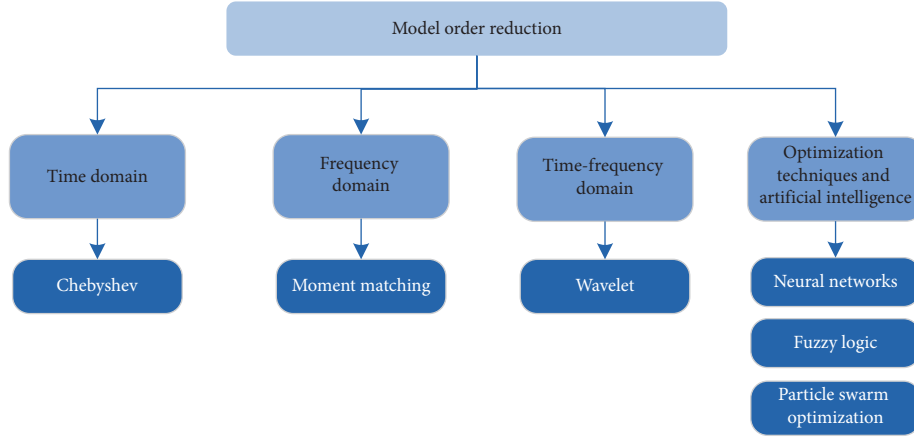 Model order reduction
Time domain
Frequency
domain
Time-frequency
domain
Optimization
techniques and
artificial intelligence
Chebyshev
Moment matching
Wavelet
Neural networks
Fuzzy logic
Particle swarm
optimization